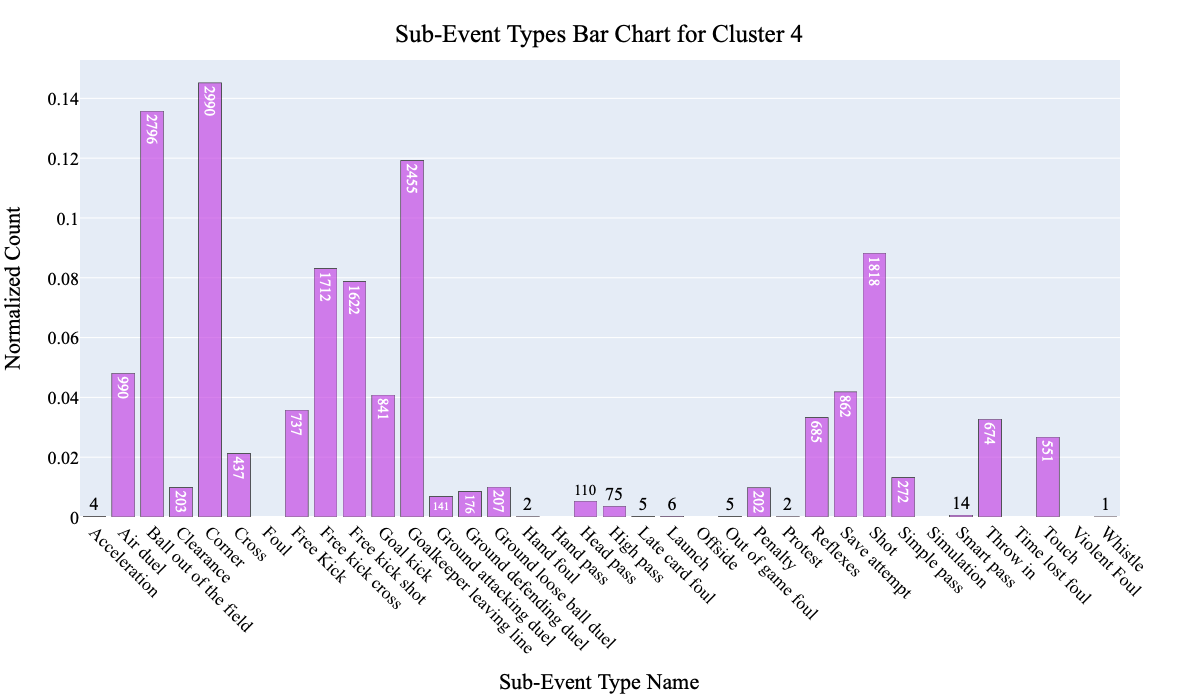 Sub-Event Types Bar Chart for Cluster 4
Normalized Count
0.14
0.12
0.1
0.08
0.06
0.04
0.02
0
4
990
2796
203
2990
437
737
1712
1622
841
2455
141
176
207
2
110
75
5
6
5
202
2
685
862
1818
272
14
674
551
1
Acceleration
Air duel
Ball out of the field
Clearance
Corner
Cross
Foul
Free Kick
Free kick cross
Free kick shot
Goal kick
Goalkeeper leaving line
Ground attacking duel
Ground defending duel
Ground loose ball duel
Hand foul
Hand pass
Head pass
High pass
Late card foul
Launch
Offside
Out of game foul
Penalty
Protest
Reflexes
Save attempt
Shot
Simple pass
Simulation
Smart pass
Throw in
Time lost foul
Touch
Violent Foul
Whistle
Sub-Event Type Name